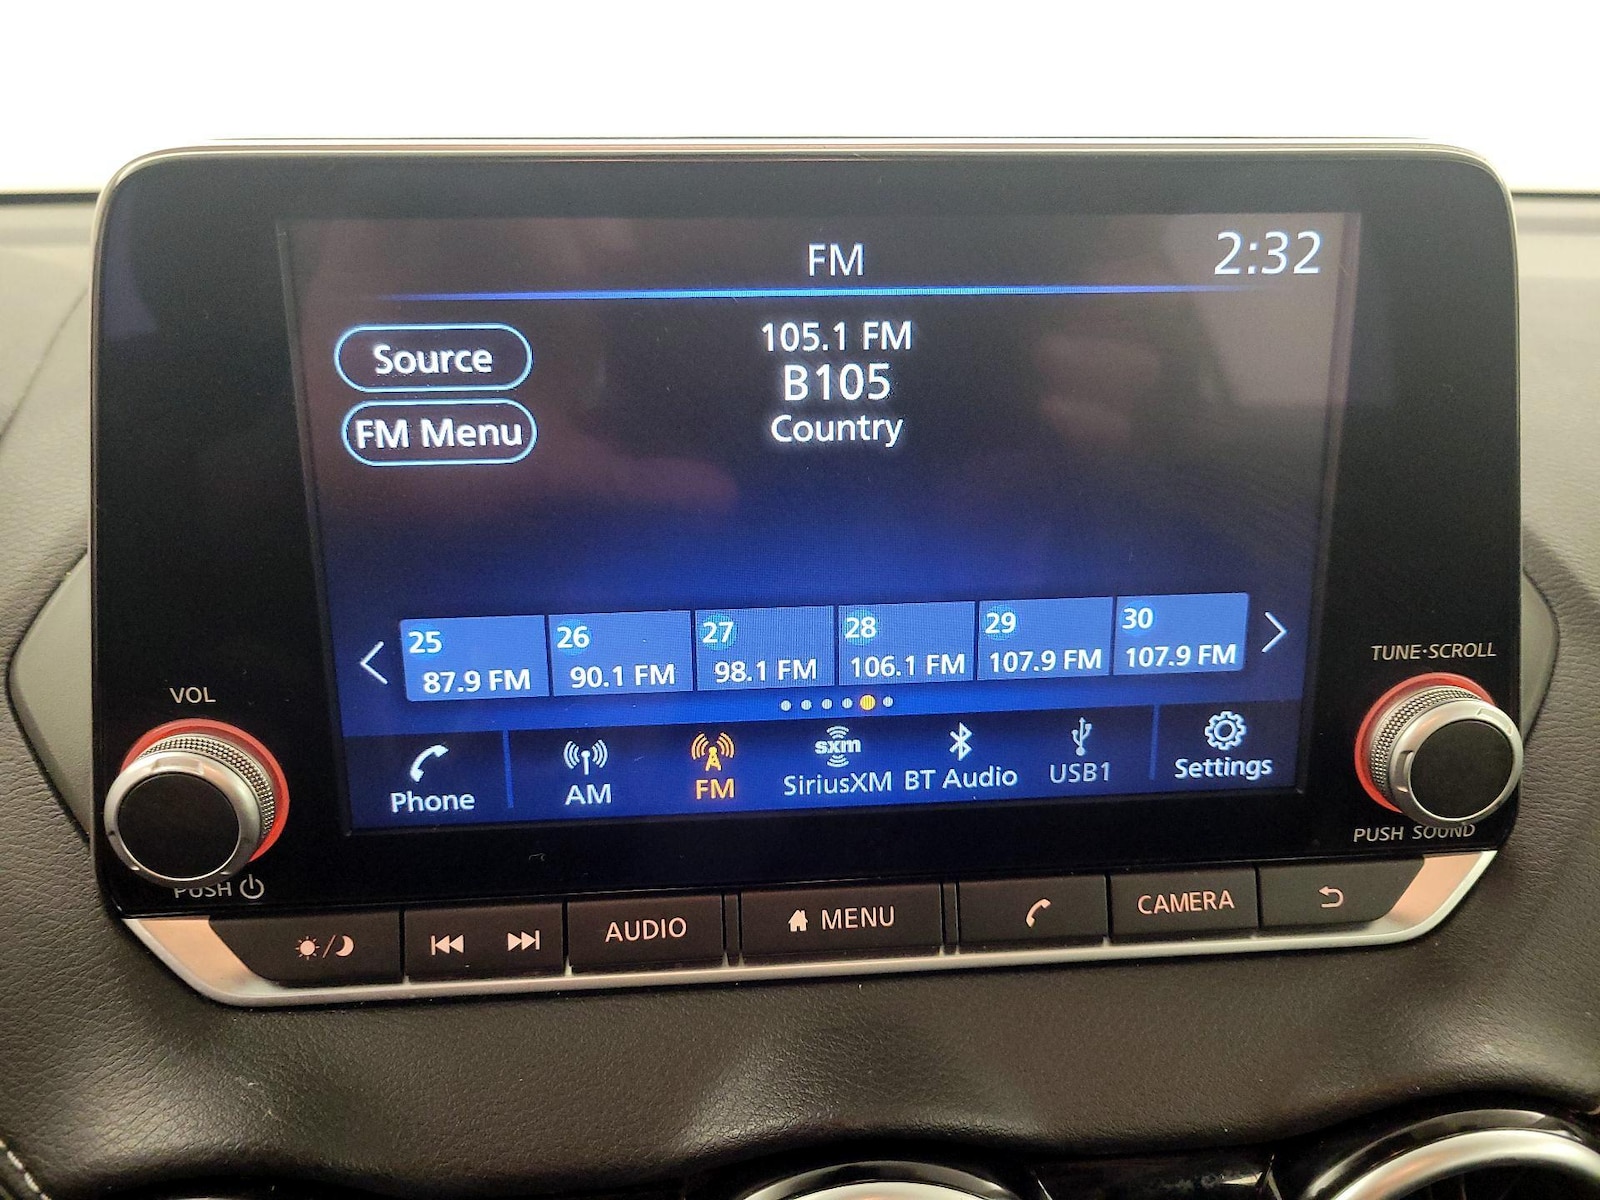 FM
2:32
Source
FM Menu
105.1 FM
B105
Country
25
87.9 FM
26
90.1 FM
27
98.1 FM
28
106.1 FM
29
107.9 FM
30
107.9 FM
Phone
AM
FM
sxm
SiriusXM
BT Audio
USB1
Settings
VOL
PUSH
TUNE·SCROLL
PUSH SOUND
AUDIO
MENU
CAMERA